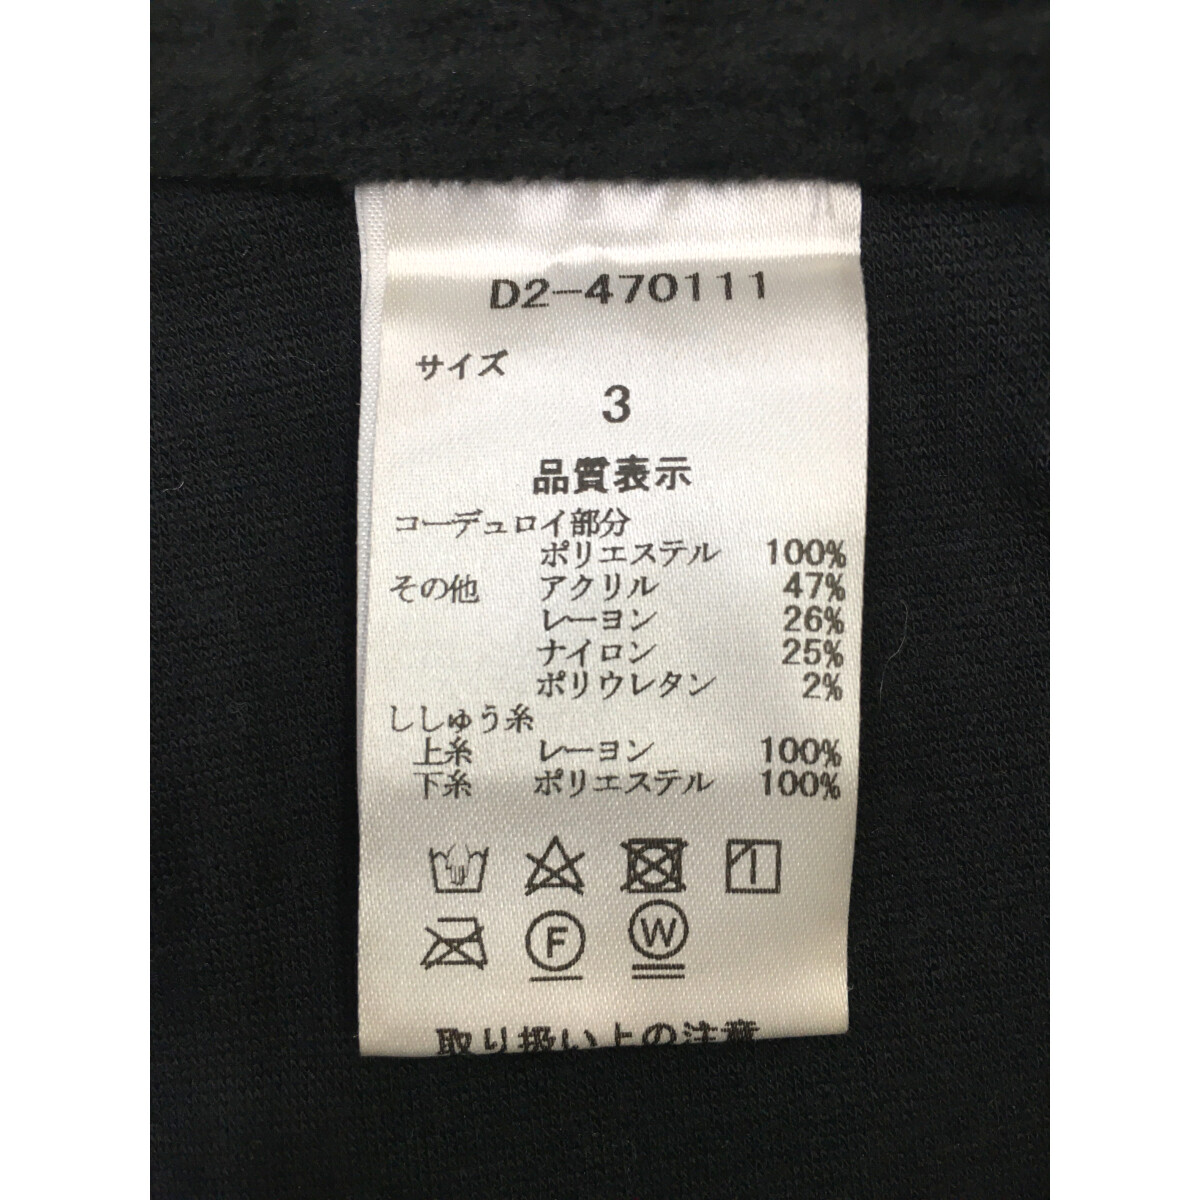 D2-470111
サイズ
3
品質表示
コーデュロイ部分
ポリエステル 100%
その他 アクリル 47%
レーヨン 26%
ナイロン 25%
ポリウレタン 2%
ししゅう糸
上糸 レーヨン 100%
下糸 ポリエステル 100%
F W
取り扱い上の注意